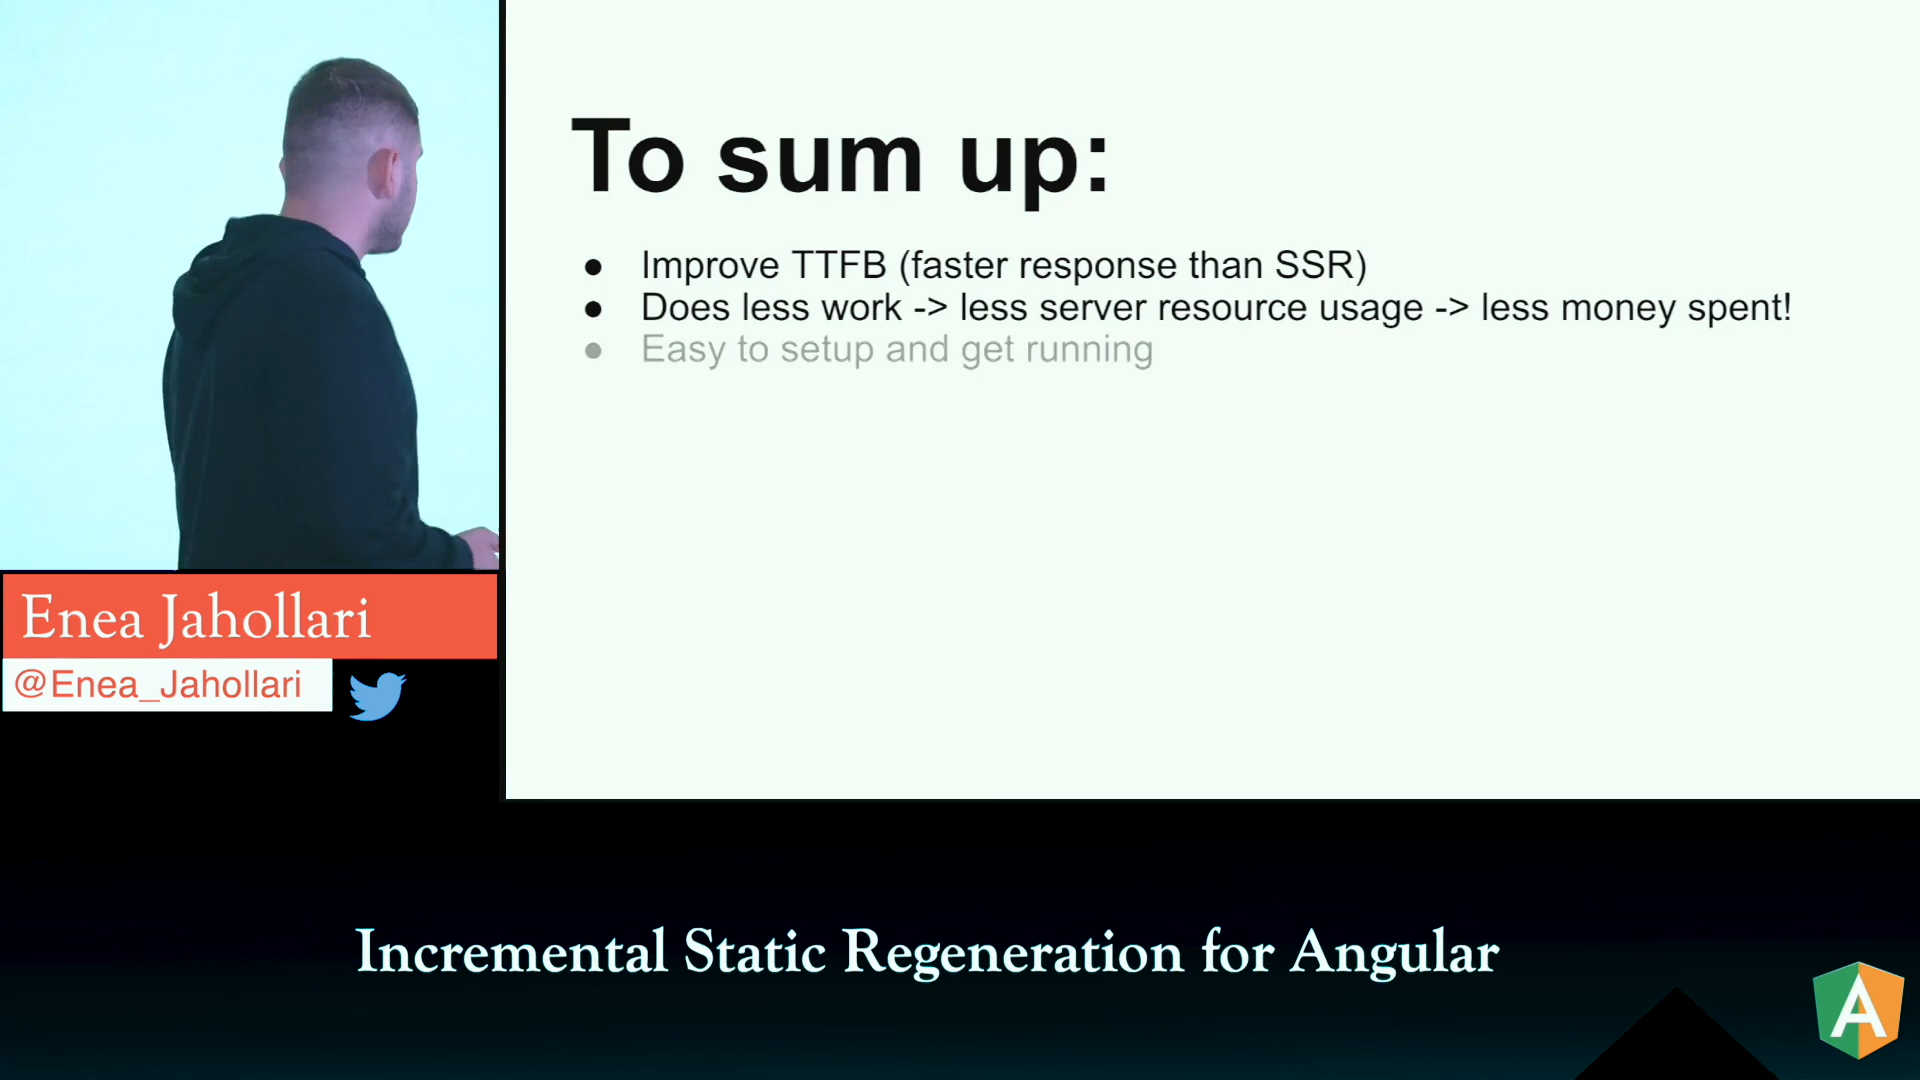 To sum up:
● Improve TTFB (faster response than SSR)
● Does less work -> less server resource usage -> less money spent!
● Easy to setup and get running
Enea Jahollari
@Enea_Jahollari
Incremental Static Regeneration for Angular
A